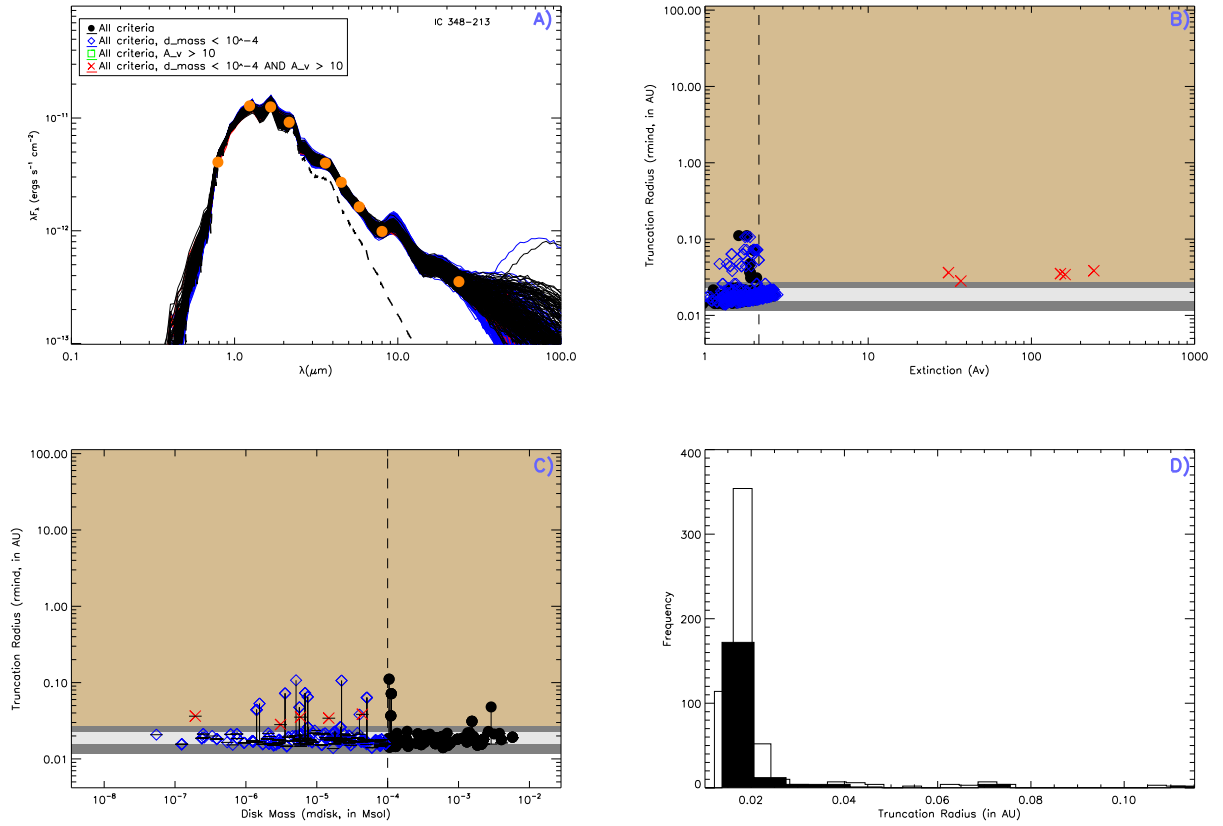 A)
IC 348-213
All criteria
All criteria, d_mass < 10^-4
All criteria, A_v > 10
All criteria, d_mass < 10^-4 AND A_v > 10
λFλ (ergs s⁻¹ cm⁻²)
10⁻¹¹
10⁻¹²
10⁻¹³
0.1
1.0
10.0
100.0
λ(μm)
B)
Truncation Radius (rmind, in AU)
100.00
10.00
1.00
0.10
0.01
1
10
100
1000
Extinction (Av)
C)
Truncation Radius (rmind, in AU)
100.00
10.00
1.00
0.10
0.01
10⁻⁸
10⁻⁷
10⁻⁶
10⁻⁵
10⁻⁴
10⁻³
10⁻²
Disk Mass (mdisk, in Msol)
D)
Frequency
400
300
200
100
0
0.02
0.04
0.06
0.08
0.10
Truncation Radius (in AU)